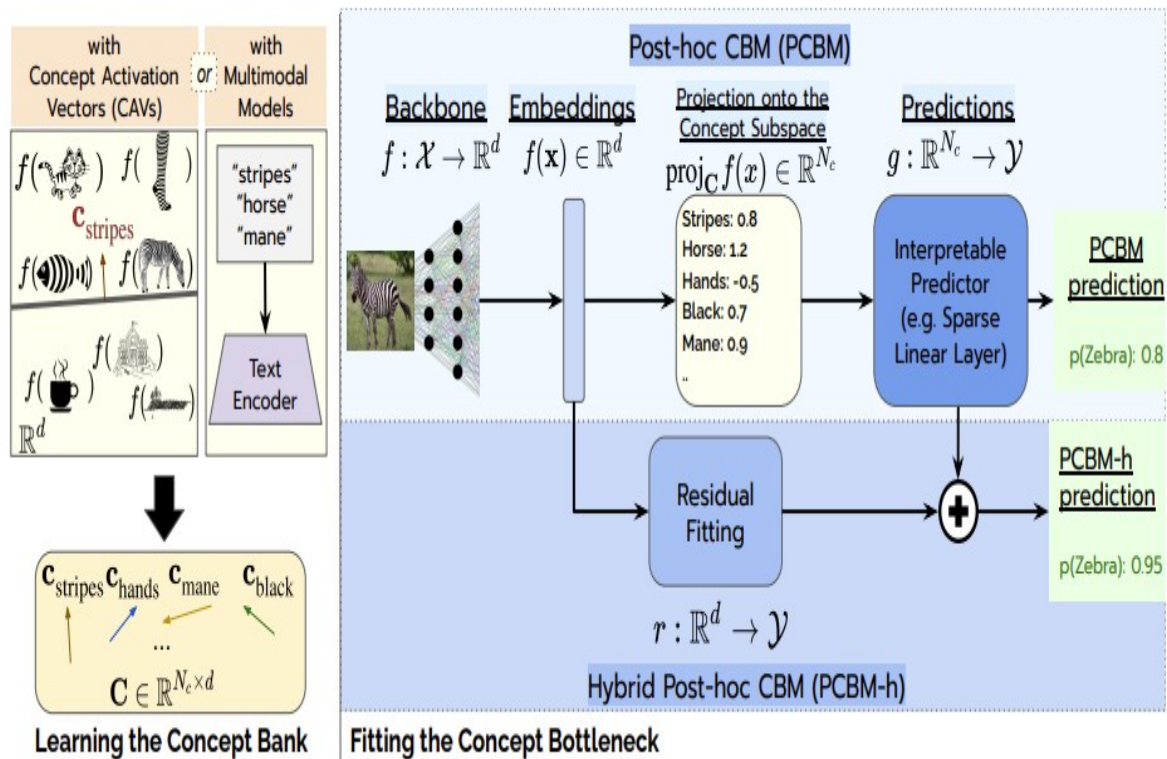 with
Concept Activation
Vectors (CAVs)
or
with
Multimodal
Models
f( )
f( )
c_stripes
f( )
f( )
f( )
f( )
f( )
ℝ^d
"stripes"
"horse"
"mane"
Text
Encoder
c_stripes c_hands c_mane c_black
...
C ∈ ℝ^{N_c×d}
Learning the Concept Bank
Post-hoc CBM (PCBM)
Backbone
f : 𝒳 → ℝ^d
Embeddings
f(x) ∈ ℝ^d
Projection onto the
Concept Subspace
proj_C f(x) ∈ ℝ^{N_c}
Predictions
g : ℝ^{N_c} → 𝒴
Stripes: 0.8
Horse: 1.2
Hands: -0.5
Black: 0.7
Mane: 0.9
..
Interpretable
Predictor
(e.g. Sparse
Linear Layer)
PCBM
prediction
p(Zebra): 0.8
Residual
Fitting
r : ℝ^d → 𝒴
+
PCBM-h
prediction
p(Zebra): 0.95
Hybrid Post-hoc CBM (PCBM-h)
Fitting the Concept Bottleneck